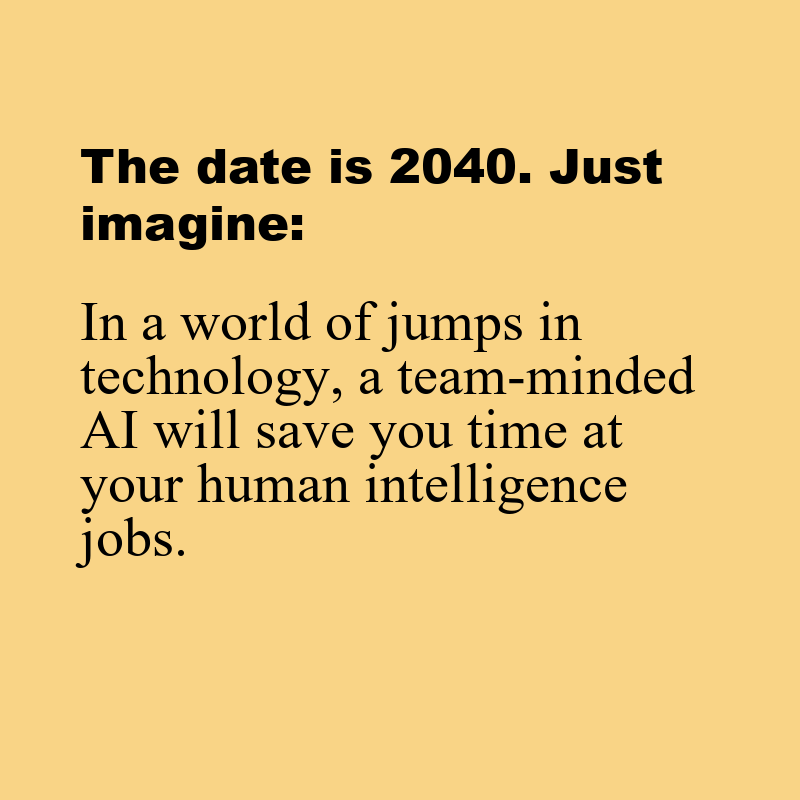 The date is 2040. Just
imagine:
In a world of jumps in
technology, a team-minded
AI will save you time at
your human intelligence
jobs.